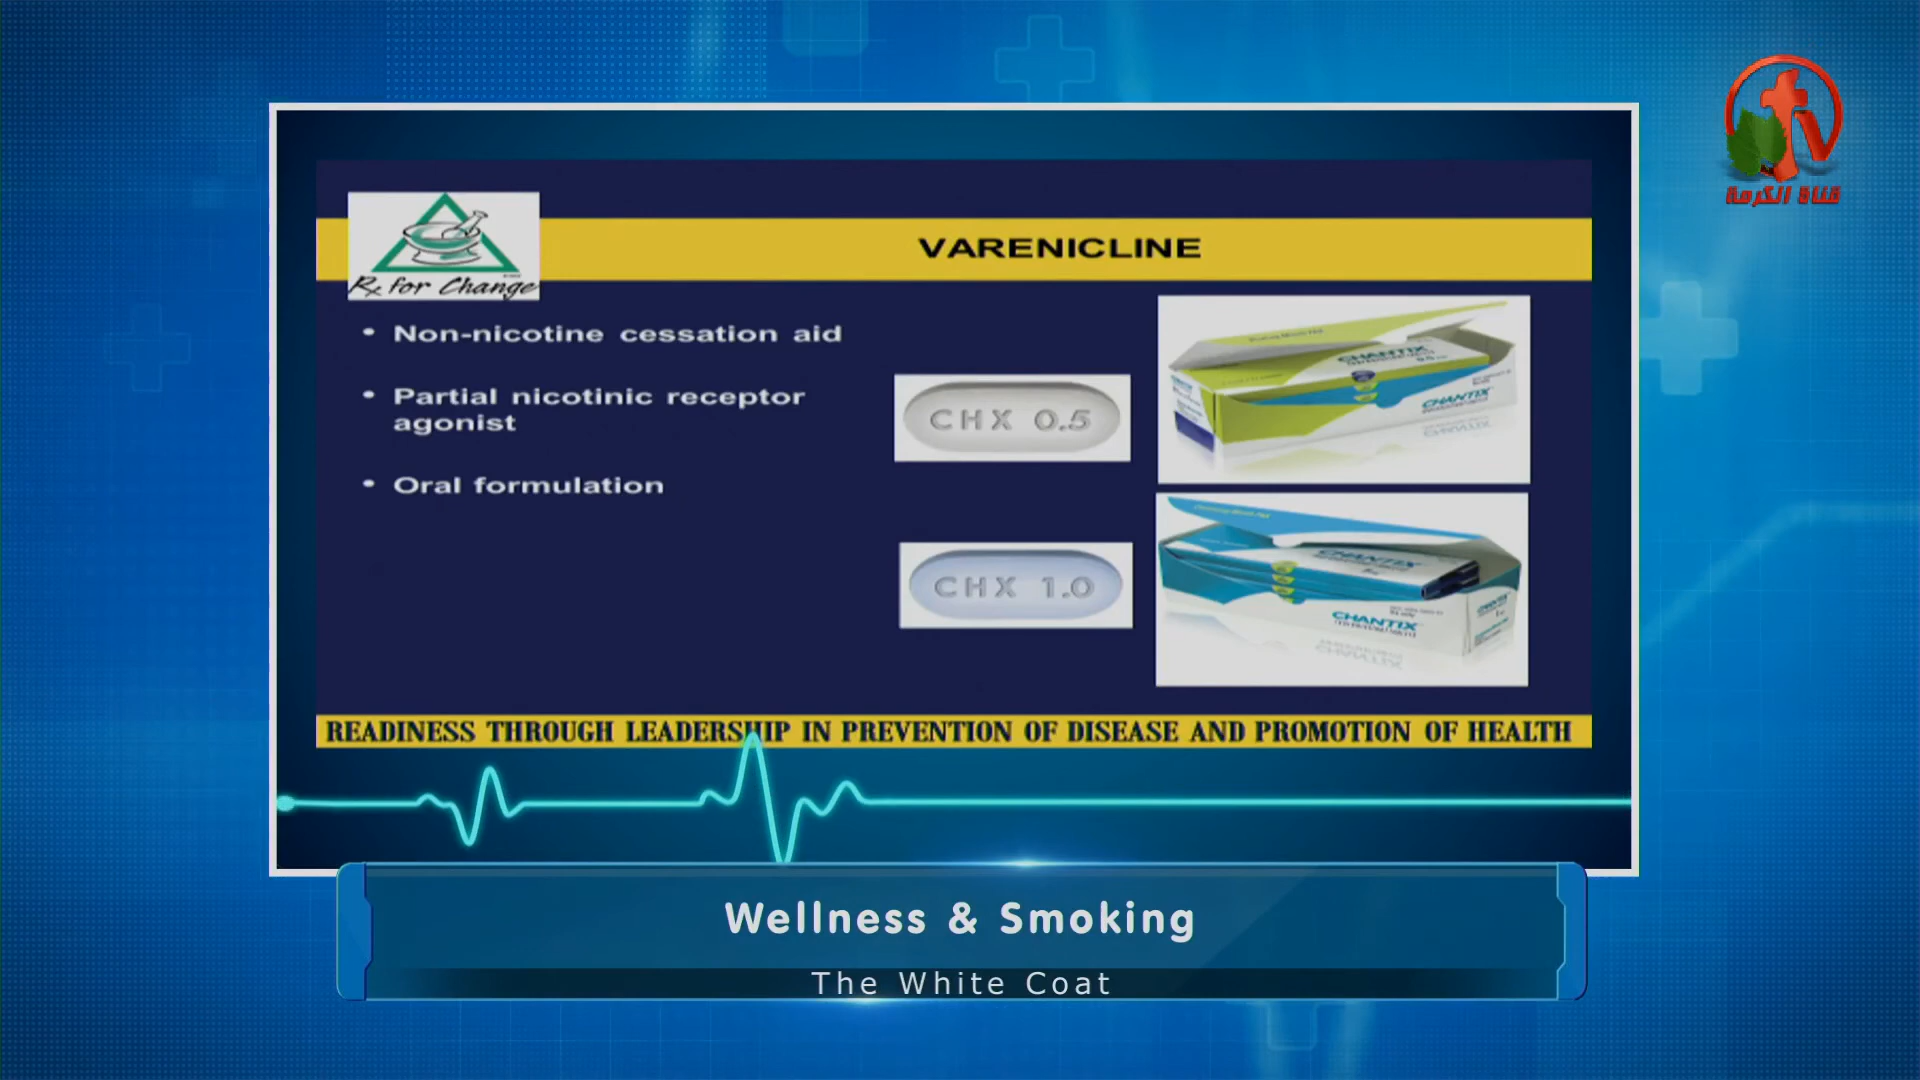 قناة الكرمة
Rx for Change
VARENICLINE
• Non-nicotine cessation aid
• Partial nicotinic receptor
agonist
• Oral formulation
CHX 0.5
CHX 1.0
CHANTIX
CHANTIX
CHANTIX
CHANTIX
READINESS THROUGH LEADERSHIP IN PREVENTION OF DISEASE AND PROMOTION OF HEALTH
Wellness & Smoking
The White Coat